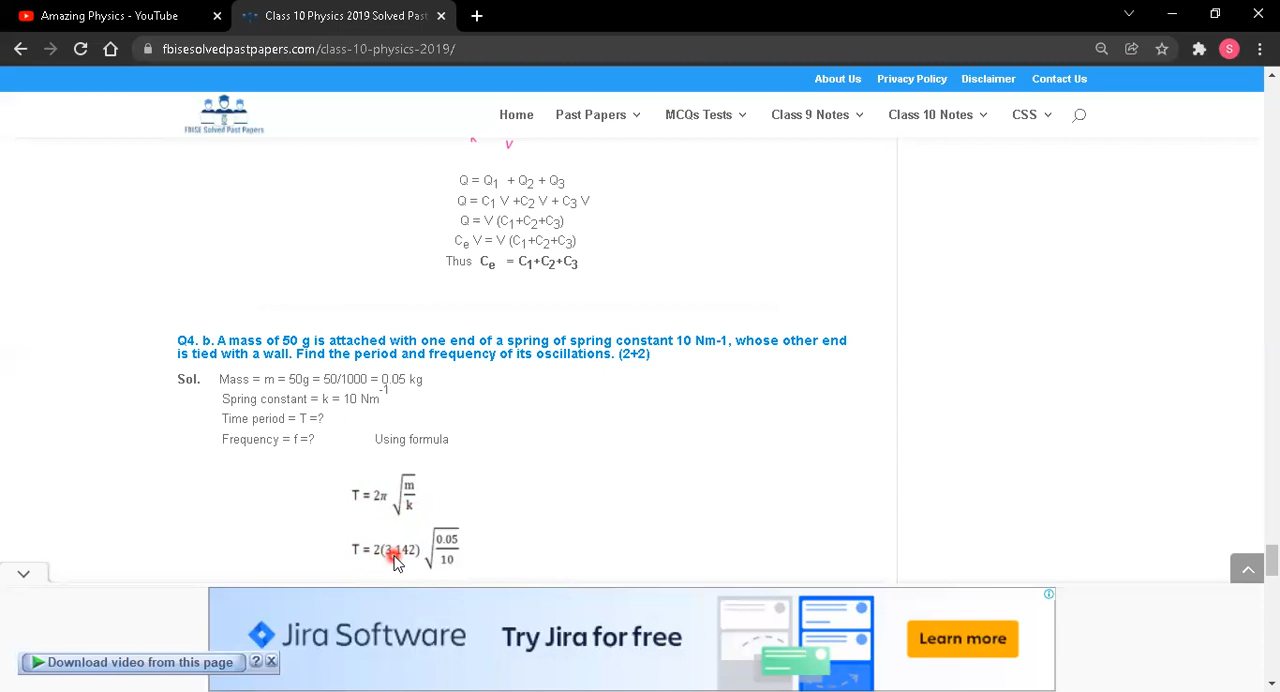 Amazing Physics - YouTube
Class 10 Physics 2019 Solved Past
fbisesolvedpastpapers.com/class-10-physics-2019/
S
About Us Privacy Policy Disclaimer Contact Us
FBISE Solved Past Papers
Home Past Papers MCQs Tests Class 9 Notes Class 10 Notes CSS
V
Q = Q1 + Q2 + Q3
Q = C1 V +C2 V + C3 V
Q = V (C1+C2+C3)
Ce V = V (C1+C2+C3)
Thus Ce = C1+C2+C3
Q4. b. A mass of 50 g is attached with one end of a spring of spring constant 10 Nm-1, whose other end
is tied with a wall. Find the period and frequency of its oscillations. (2+2)
Sol. Mass = m = 50g = 50/1000 = 0.05 kg
Spring constant = k = 10 Nm-1
Time period = T =?
Frequency = f =? Using formula
T = 2π √(m/k)
T = 2(3.142) √(0.05/10)
Jira Software Try Jira for free Learn more
Download video from this page ? X